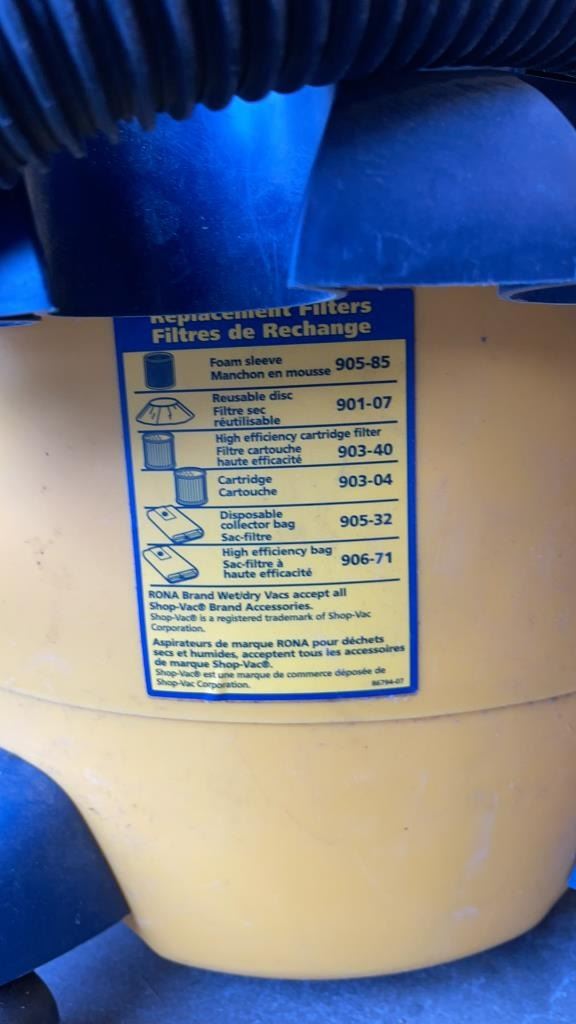 Replacement Filters
Filtres de Rechange
Foam sleeve
Manchon en mousse 905-85
Reusable disc
Filtre sec
réutilisable
901-07
High efficiency cartridge filter
Filtre cartouche
haute efficacité
903-40
Cartridge
Cartouche
903-04
Disposable
collector bag
Sac-filtre
905-32
High efficiency bag
Sac-filtre à
haute efficacité
906-71
RONA Brand Wet/dry Vacs accept all
Shop-Vac® Brand Accessories.
Shop-Vac® is a registered trademark of Shop-Vac
Corporation.
Aspirateurs de marque RONA pour déchets
secs et humides, acceptent tous les accessoires
de marque Shop-Vac®.
Shop-Vac® est une marque de commerce déposée de
Shop-Vac Corporation.
86794-07